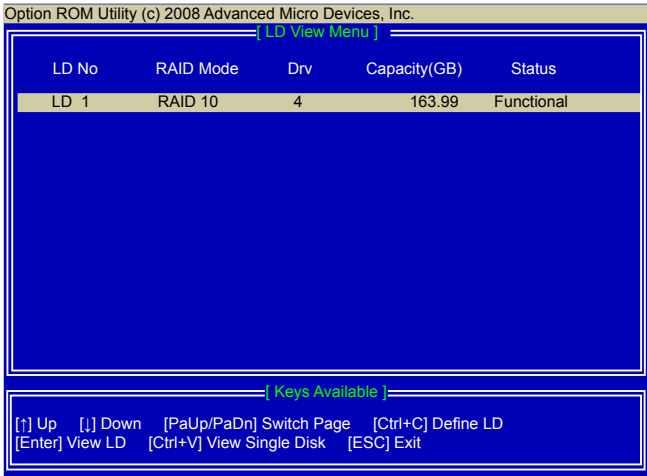 Option ROM Utility (c) 2008 Advanced Micro Devices, Inc.
[ LD View Menu ]
LD No RAID Mode Drv Capacity(GB) Status
LD 1 RAID 10 4 163.99 Functional
[ Keys Available ]
[↑] Up [↓] Down [PaUp/PaDn] Switch Page [Ctrl+C] Define LD
[Enter] View LD [Ctrl+V] View Single Disk [ESC] Exit